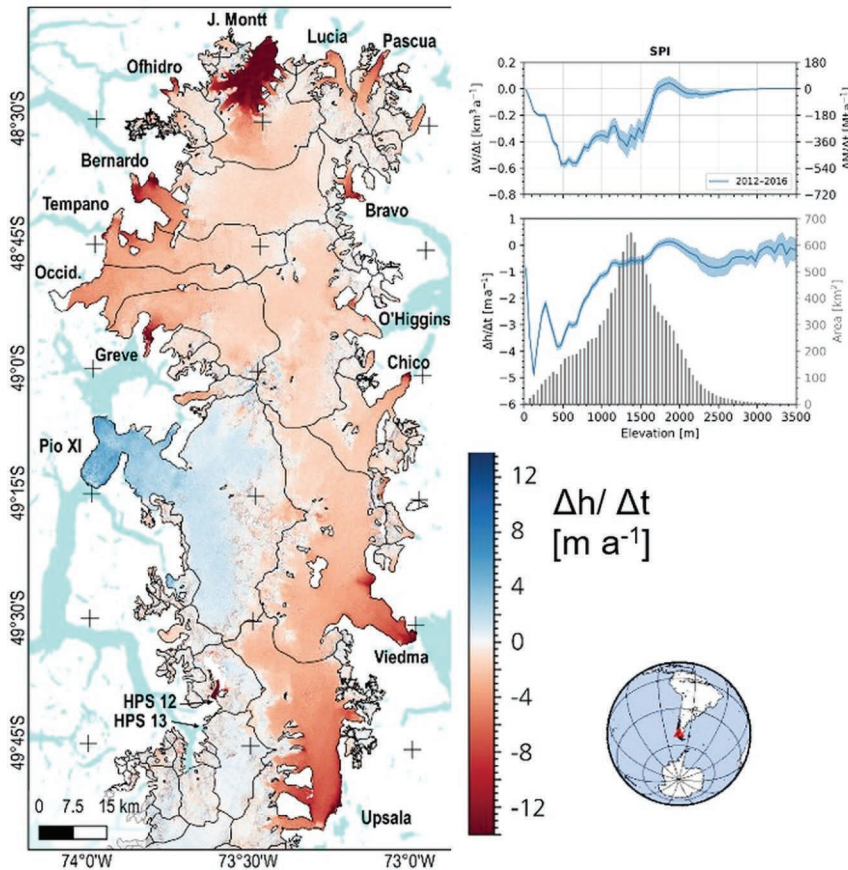 J. Montt
Lucia
Pascua
Ofhidro
Bernardo
Tempano
Bravo
Occid.
O'Higgins
Greve
Chico
Pio XI
Viedma
HPS 12
HPS 13
Upsala
0 7.5 15 km
48°30'S
48°45'S
49°0'S
49°15'S
49°30'S
49°45'S
74°0'W 73°30'W 73°0'W
SPI
ΔV/Δt [km³a⁻¹]
0.2
0.0
−0.2
−0.4
−0.6
−0.8
180
0
−180
−360
−540
−720
ΔM/Δt [Mt a⁻¹]
2012–2016
Δh/Δt [m a⁻¹]
1
0
−1
−2
−3
−4
−5
−6
700
600
500
400
300
200
100
0
Area [km²]
0 500 1000 1500 2000 2500 3000 3500
Elevation [m]
12
8
4
0
-4
-8
-12
Δh/ Δt
[m a⁻¹]